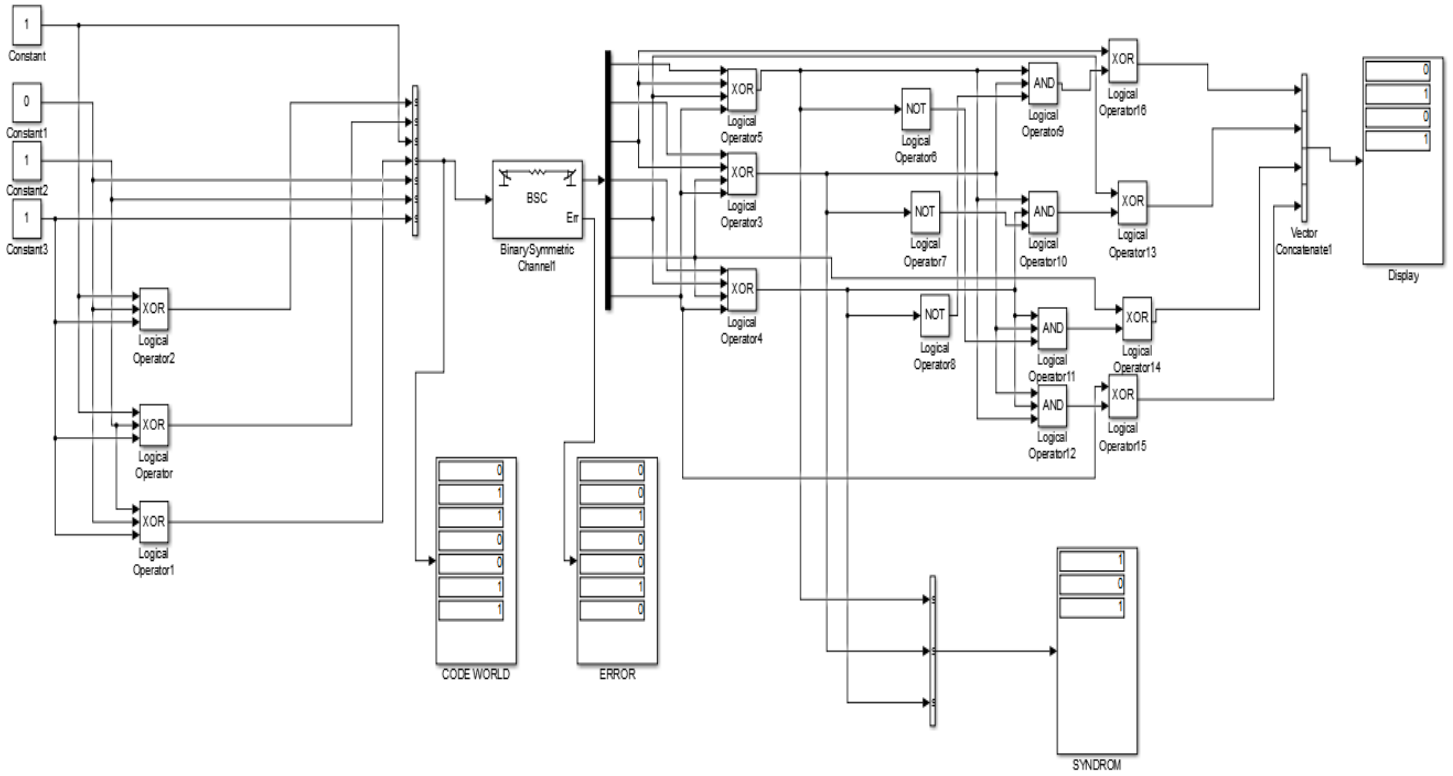 1
Constant
0
Constant1
1
Constant2
1
Constant3
XOR
Logical
Operator2
XOR
Logical
Operator
XOR
Logical
Operator1
BSC
Err
BinarySymmetric
Channel1
0
1
1
0
0
1
1
CODE WORLD
0
0
1
0
0
1
0
ERROR
XOR
Logical
Operator5
XOR
Logical
Operator3
XOR
Logical
Operator4
NOT
Logical
Operator6
NOT
Logical
Operator7
NOT
Logical
Operator8
AND
Logical
Operator9
AND
Logical
Operator10
AND
Logical
Operator11
AND
Logical
Operator12
XOR
Logical
Operator16
XOR
Logical
Operator13
XOR
Logical
Operator14
XOR
Logical
Operator15
Vector
Concatenate1
0
1
0
1
Display
1
0
1
SYNDROM